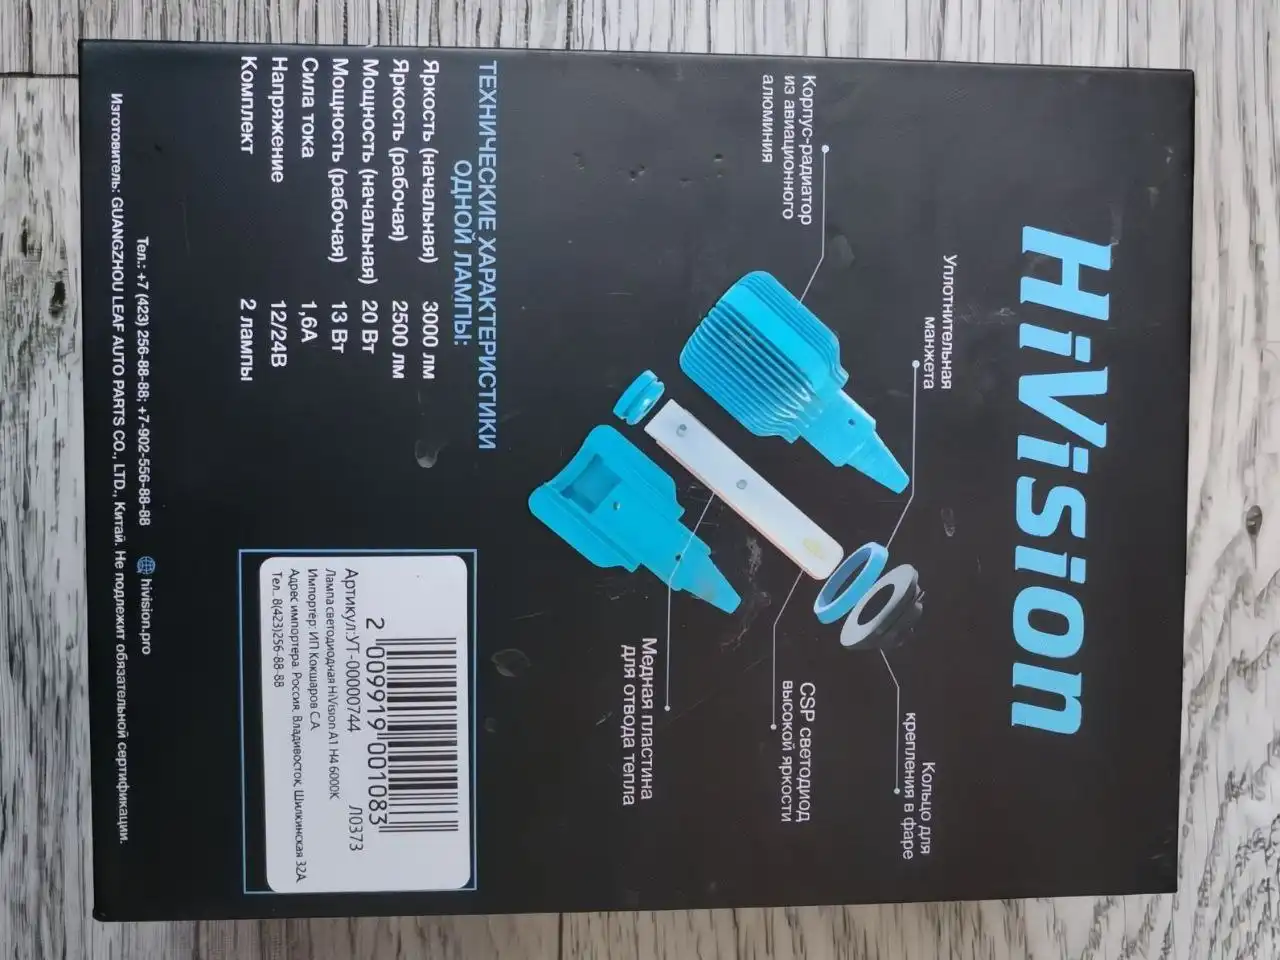 HiVision
Корпус-радиатор
из авиационного
алюминия
Уплотнительная
манжета
Кольцо для
крепления в фаре
CSP светодиод
высокой яркости
Медная пластина
для отвода тепла
ТЕХНИЧЕСКИЕ ХАРАКТЕРИСТИКИ
ОДНОЙ ЛАМПЫ:
Яркость (начальная) 3000 лм
Яркость (рабочая) 2500 лм
Мощность (начальная) 20 Вт
Мощность (рабочая) 13 Вт
Сила тока 1,6А
Напряжение 12/24В
Комплект 2 лампы
2 009919 001083
Артикул:УТ-00000744 Л0373
Лампа светодиодная HiVision A1 H4 6000K
Импортер: ИП Кокшаров С.А.
Адрес импортера: Россия, Владивосток, Шилкинская 32А
Тел.: 8(423)256-88-88
Тел.: +7 (423) 256-88-88; +7-902-556-88-88 hivision.pro
Изготовитель: GUANGZHOU LEAF AUTO PARTS CO., LTD., Китай. Не подлежит обязательной сертификации.